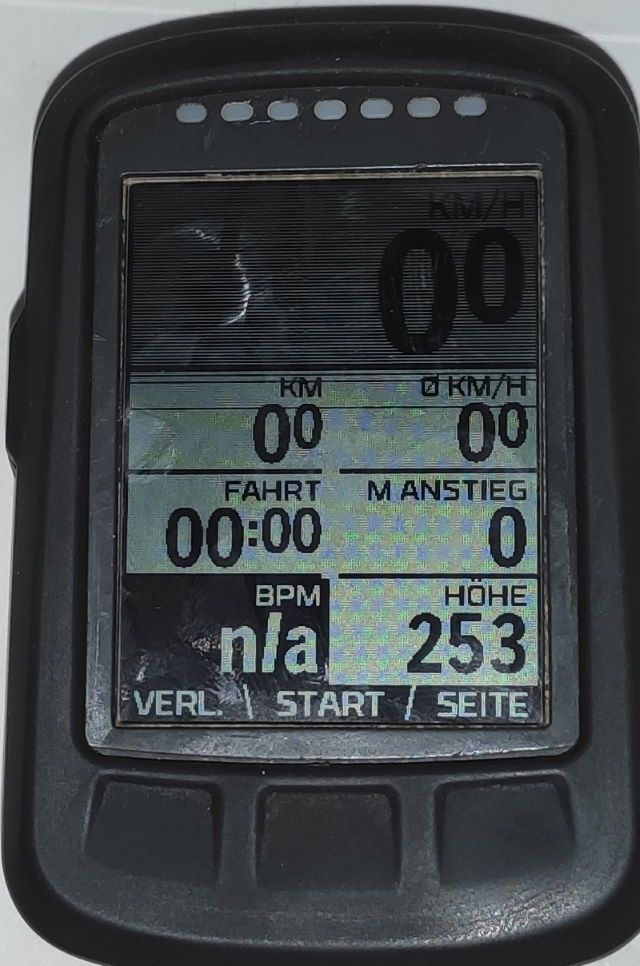 KM/H
00
KM Ø KM/H
00 00
FAHRT M ANSTIEG
00:00 0
BPM HÖHE
n/a 253
VERL. \ START / SEITE